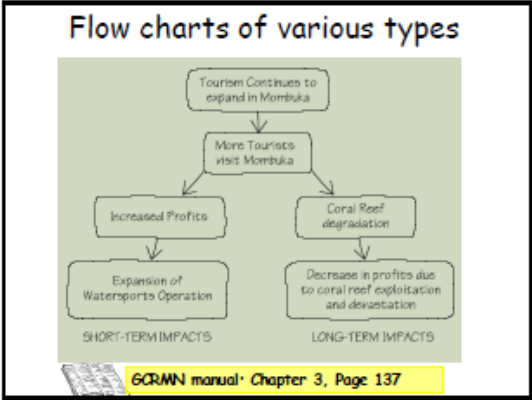 Flow charts of various types
Tourism Continues to
expand in Mombuka
More Tourists
visit Mombuka
Increased Profits
Coral Reef
degradation
Expansion of
Watersports Operation
Decrease in profits due
to coral reef exploitation
and devastation
SHORT-TERM IMPACTS
LONG-TERM IMPACTS
GCRMN manual· Chapter 3, Page 137